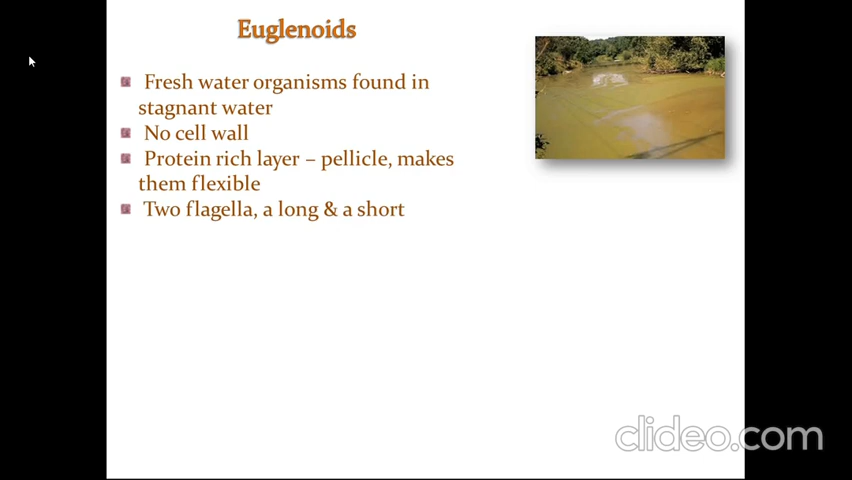 Euglenoids
Fresh water organisms found in
stagnant water
No cell wall
Protein rich layer – pellicle, makes
them flexible
Two flagella, a long & a short
clideo.com